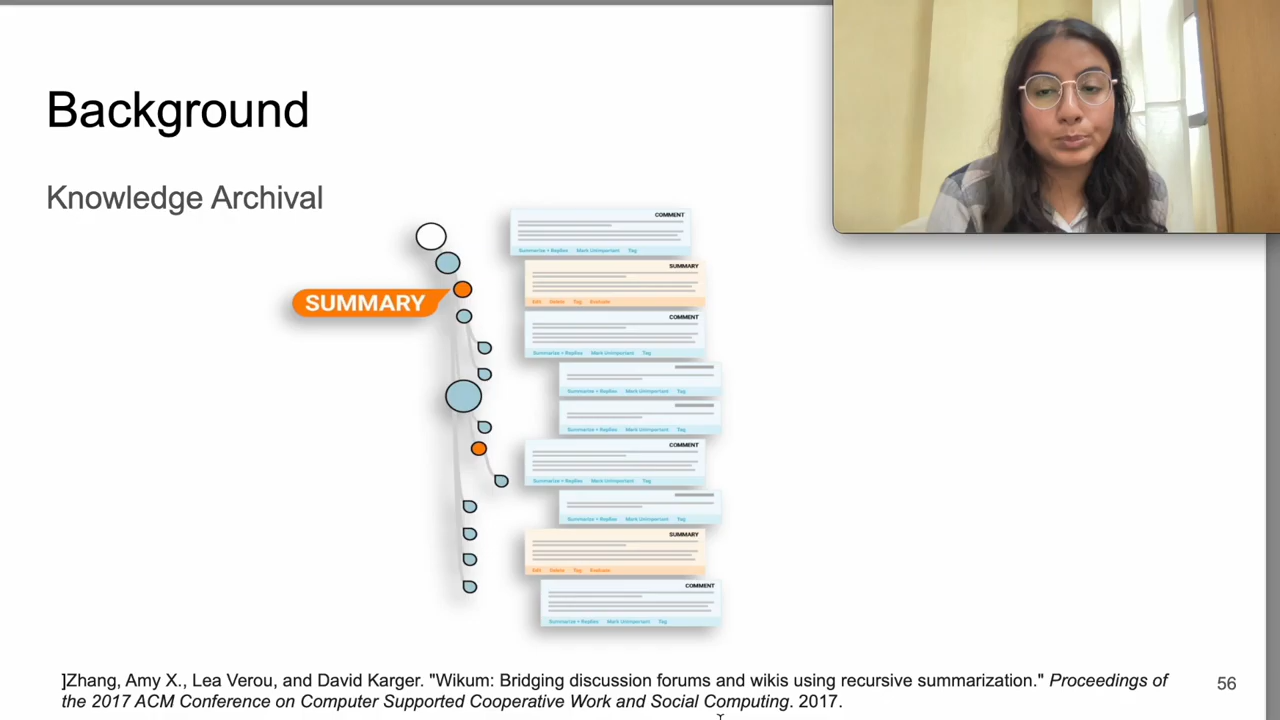 Background
Knowledge Archival
COMMENT
Summarize + Replies Mark Unimportant Tag
SUMMARY
SUMMARY
Edit Delete Tag Evaluate
COMMENT
Summarize + Replies Mark Unimportant Tag
Summarize + Replies Mark Unimportant Tag
Summarize + Replies Mark Unimportant Tag
COMMENT
Summarize + Replies Mark Unimportant Tag
Summarize + Replies Mark Unimportant Tag
SUMMARY
Edit Delete Tag Evaluate
COMMENT
Summarize + Replies Mark Unimportant Tag
]Zhang, Amy X., Lea Verou, and David Karger. "Wikum: Bridging discussion forums and wikis using recursive summarization." Proceedings of
the 2017 ACM Conference on Computer Supported Cooperative Work and Social Computing. 2017.
56